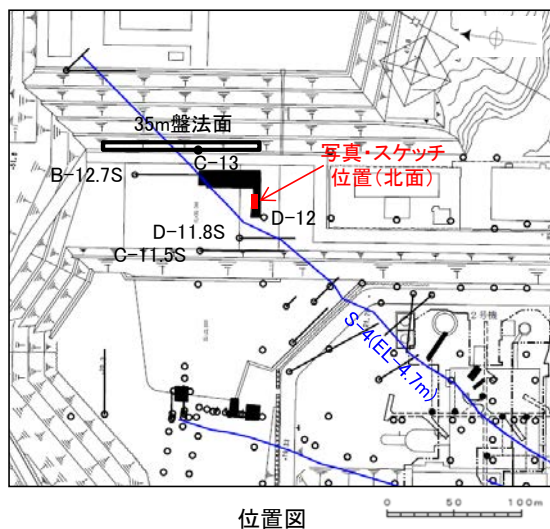 35m盤法面
C-13
写真・スケッチ
位置(北面)
B-12.7S
D-12
D-11.8S
C-11.5S
S-4(EL-4.7m)
2号機
位置図
0 50 100m